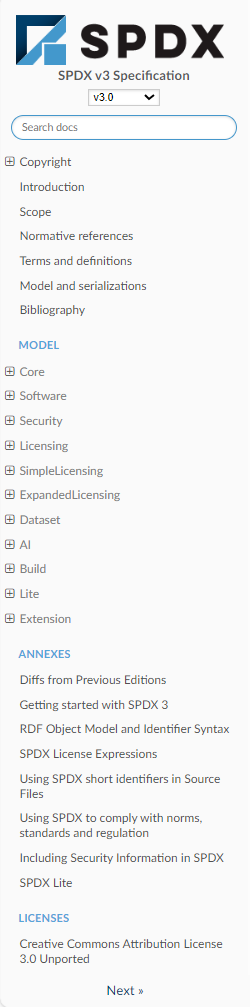 SPDX
SPDX v3 Specification
v3.0
Search docs
Copyright
Introduction
Scope
Normative references
Terms and definitions
Model and serializations
Bibliography
MODEL
Core
Software
Security
Licensing
SimpleLicensing
ExpandedLicensing
Dataset
AI
Build
Lite
Extension
ANNEXES
Diffs from Previous Editions
Getting started with SPDX 3
RDF Object Model and Identifier Syntax
SPDX License Expressions
Using SPDX short identifiers in Source
Files
Using SPDX to comply with norms,
standards and regulation
Including Security Information in SPDX
SPDX Lite
LICENSES
Creative Commons Attribution License
3.0 Unported
Next »